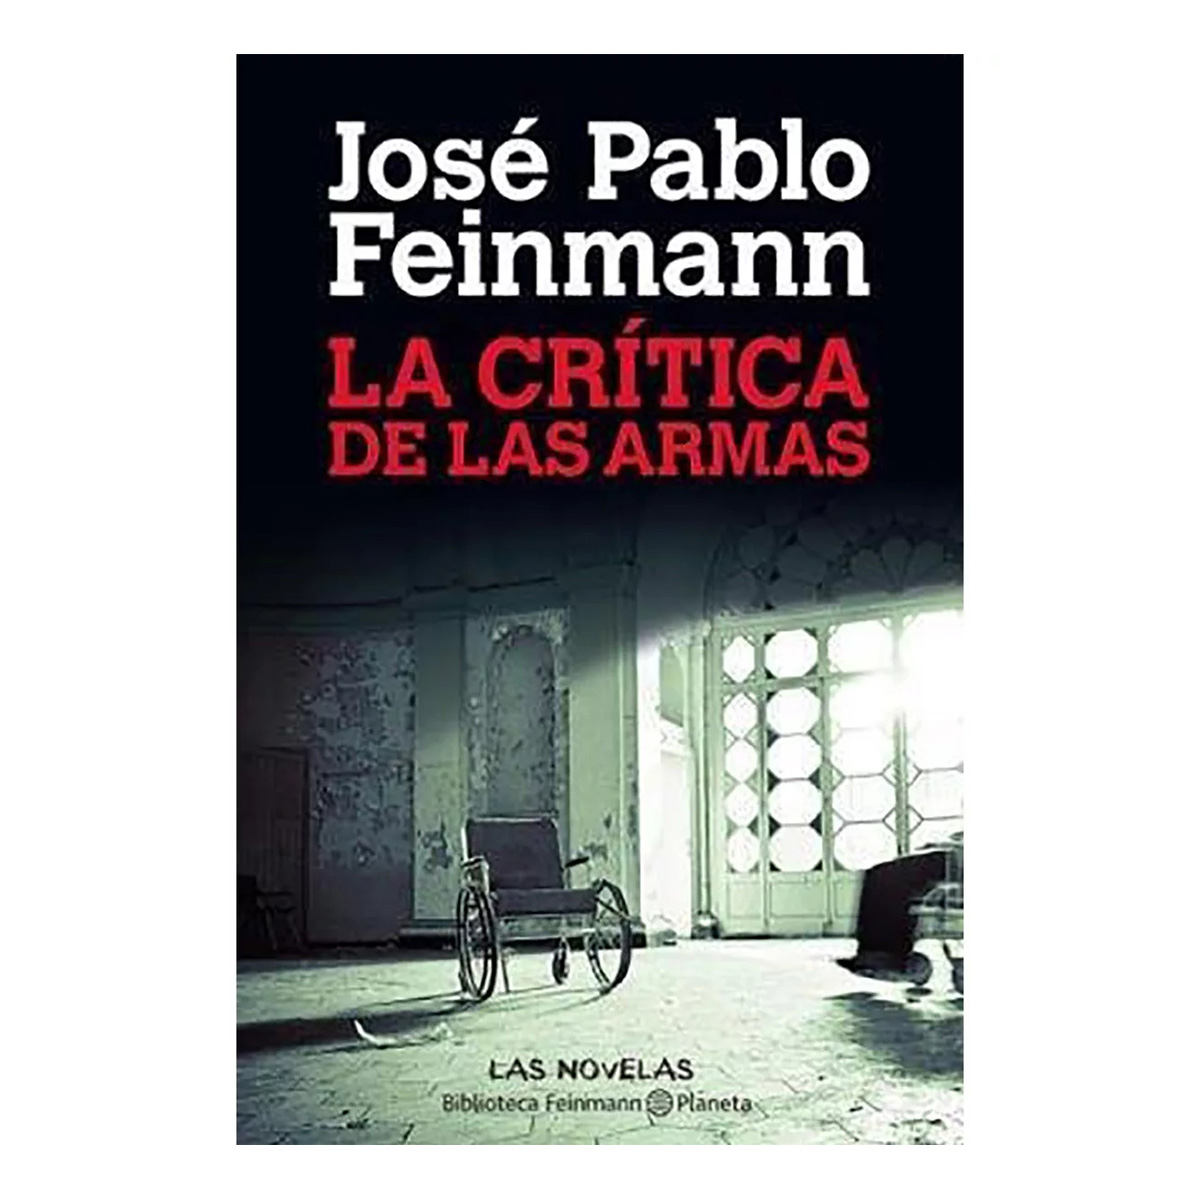 José Pablo
Feinmann
LA CRÍTICA
DE LAS ARMAS
LAS NOVELAS
Biblioteca Feinmann Planeta